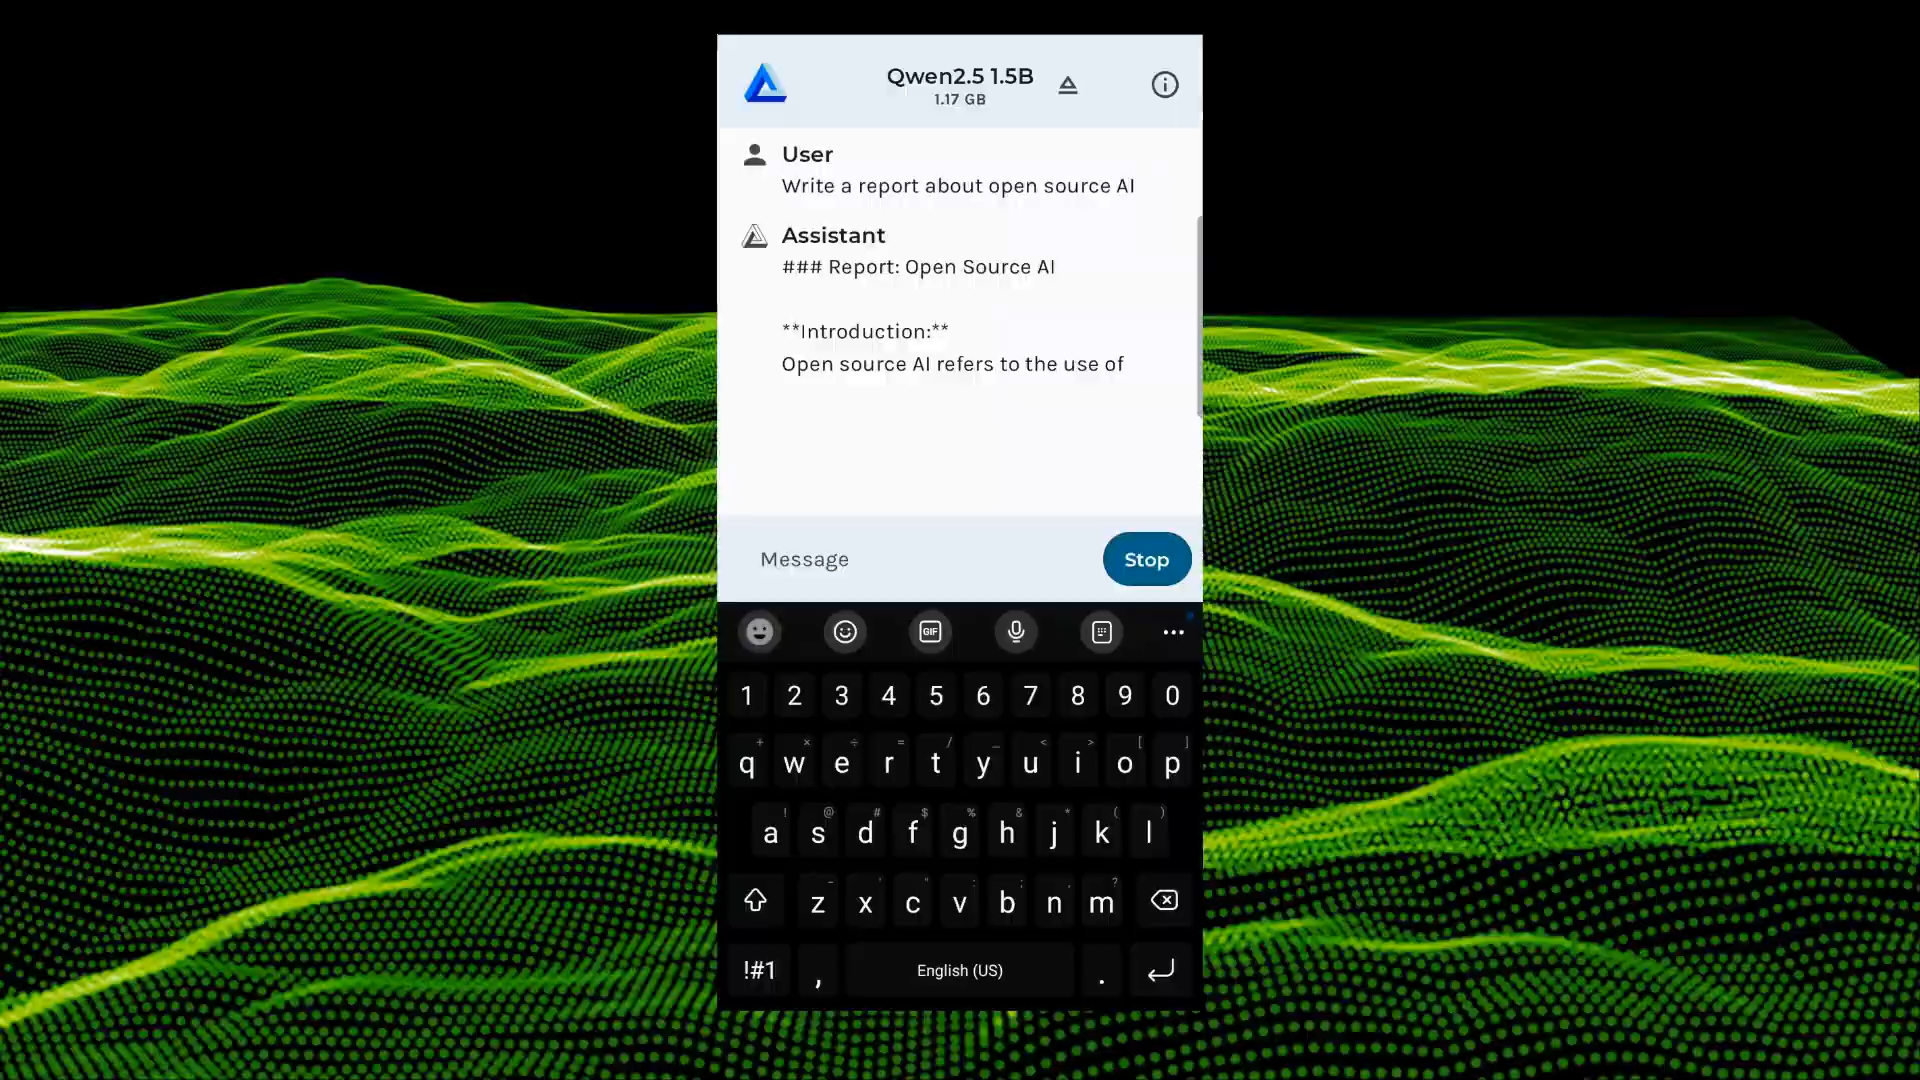 Qwen2.5 1.5B
1.17 GB
User
Write a report about open source AI
Assistant
### Report: Open Source AI
**Introduction:**
Open source AI refers to the use of
Message
Stop
GIF
1 2 3 4 5 6 7 8 9 0
+ × ÷ = / _ < > [ ]
q w e r t y u i o p
! @ # $ % & * ( )
a s d f g h j k l
- ' " : ; , ?
z x c v b n m
!#1 , English (US) .